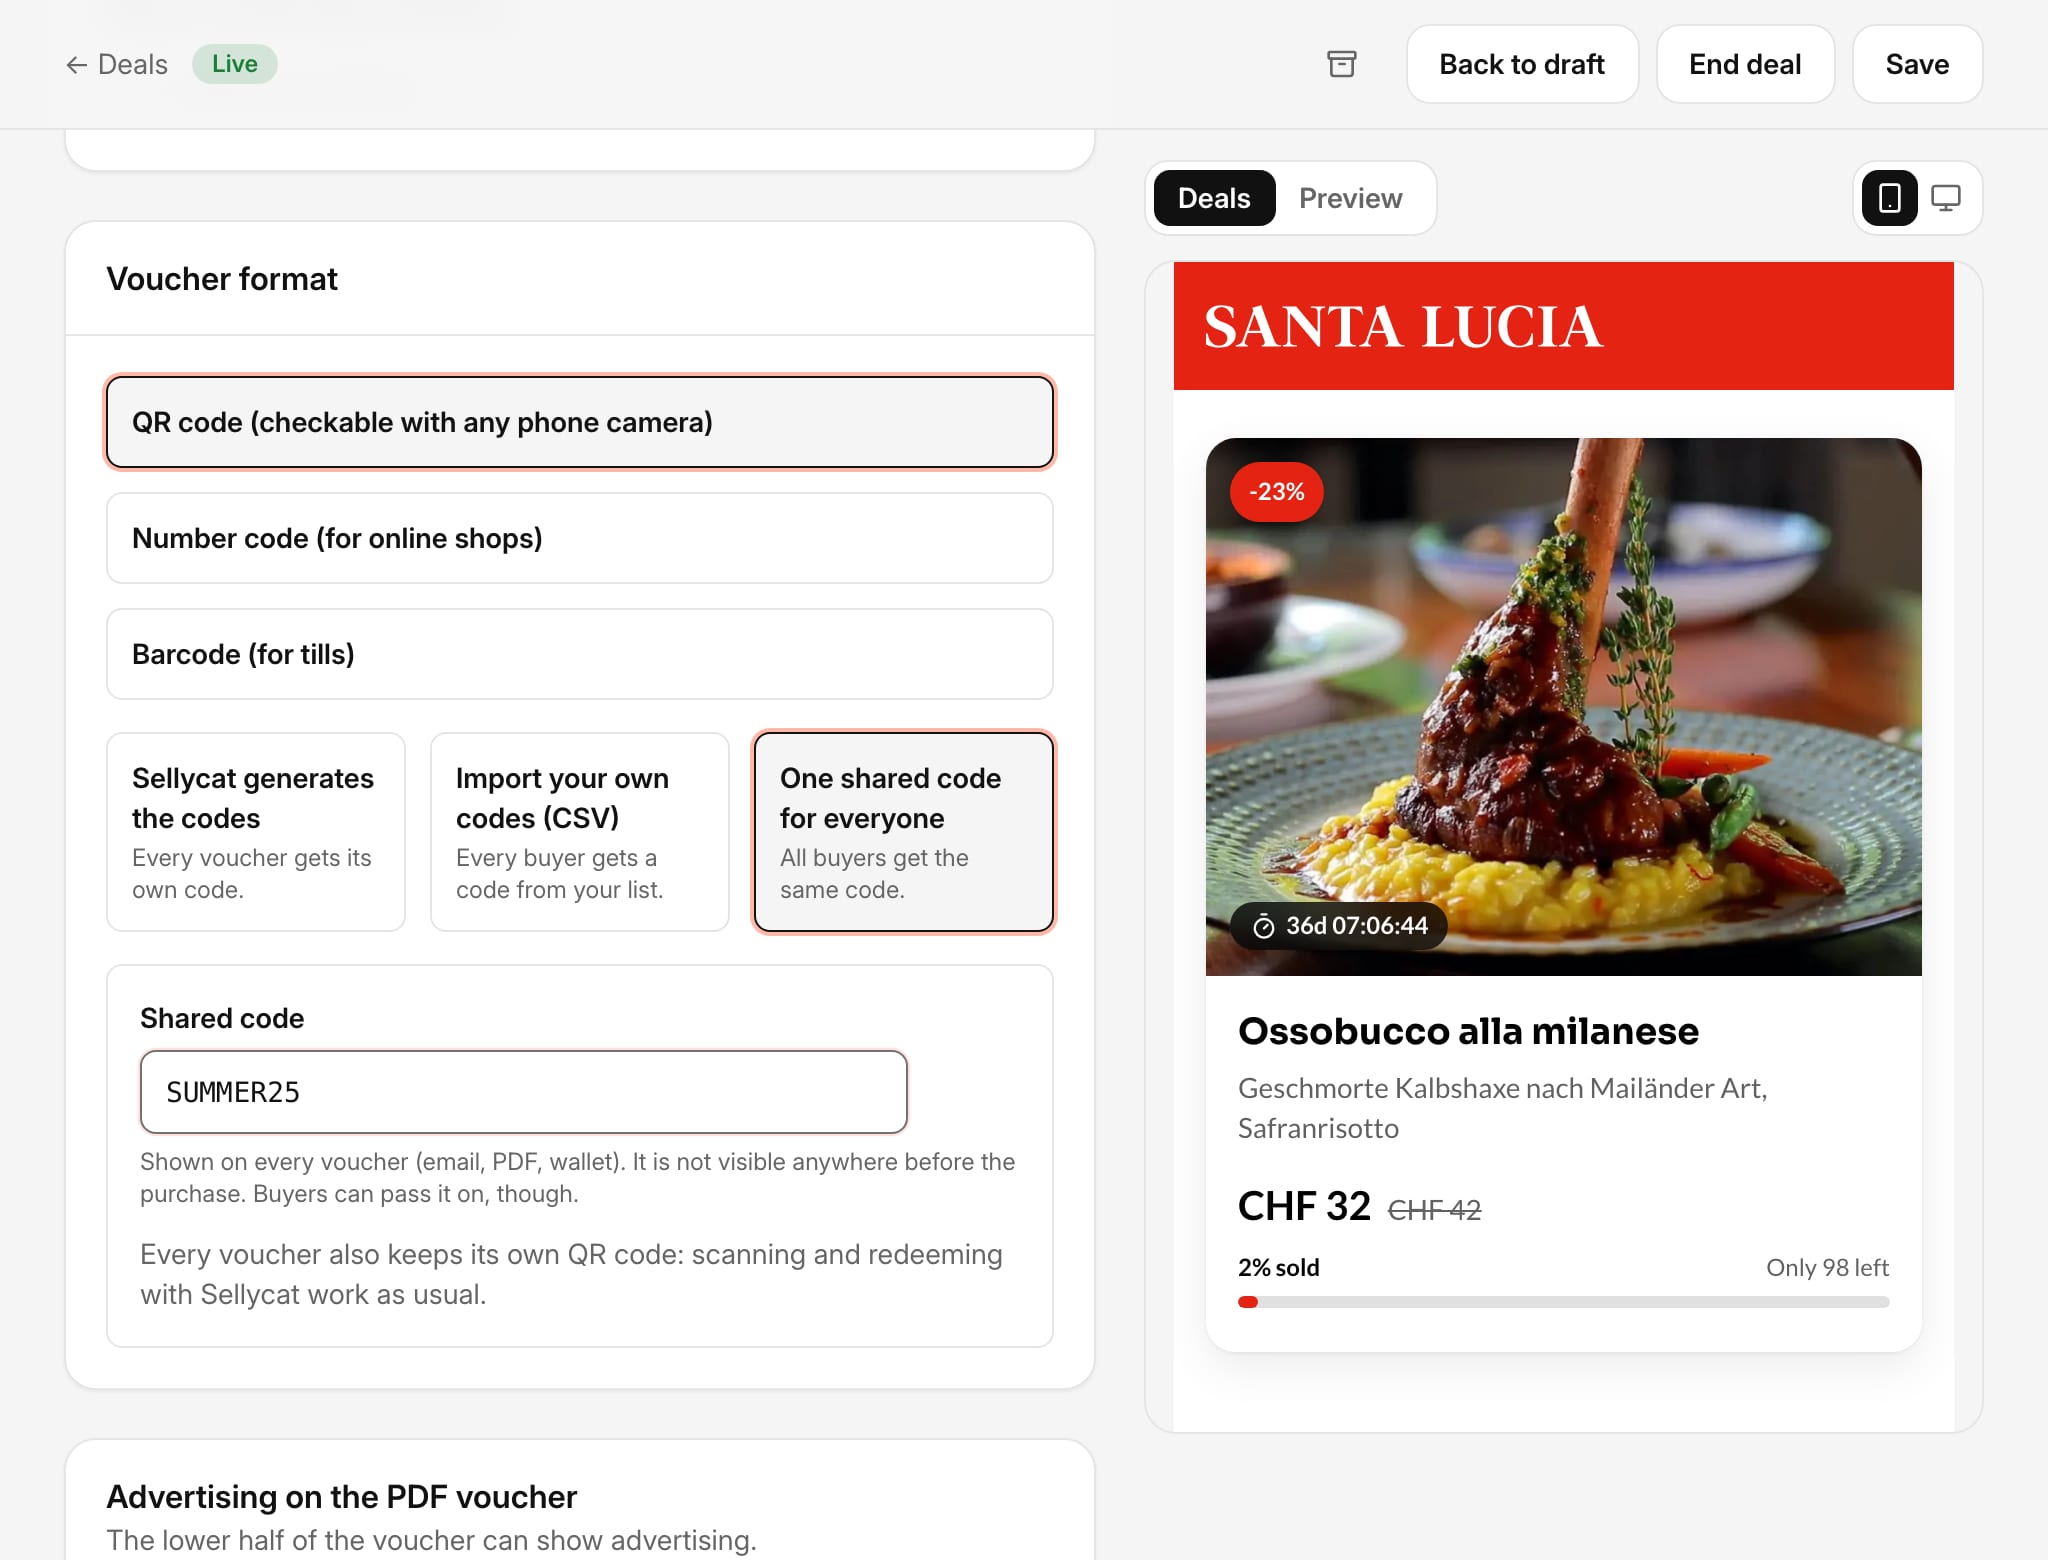 Deals
Live
Back to draft
End deal
Save
Voucher format
QR code (checkable with any phone camera)
Number code (for online shops)
Barcode (for tills)
Sellycat generates
the codes
Every voucher gets its
own code.
Import your own
codes (CSV)
Every buyer gets a
code from your list.
One shared code
for everyone
All buyers get the
same code.
Shared code
SUMMER25
Shown on every voucher (email, PDF, wallet). It is not visible anywhere before the
purchase. Buyers can pass it on, though.
Every voucher also keeps its own QR code: scanning and redeeming
with Sellycat work as usual.
Advertising on the PDF voucher
The lower half of the voucher can show advertising.
Deals
Preview
SANTA LUCIA
-23%
36d 07:06:44
Ossobucco alla milanese
Geschmorte Kalbshaxe nach Mailänder Art,
Safranrisotto
CHF 32 CHF 42
2% sold
Only 98 left